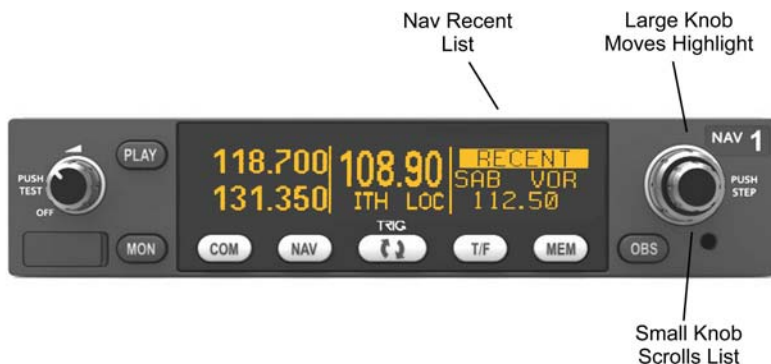 Nav Recent
List
Large Knob
Moves Highlight
NAV 1
PLAY
118.700
108.90
RECENT
131.350
ITH LOC
SAB VOR
112.50
PUSH
TEST
OFF
PUSH
STEP
TRIG
MON
COM
NAV
T/F
MEM
OBS
Small Knob
Scrolls List